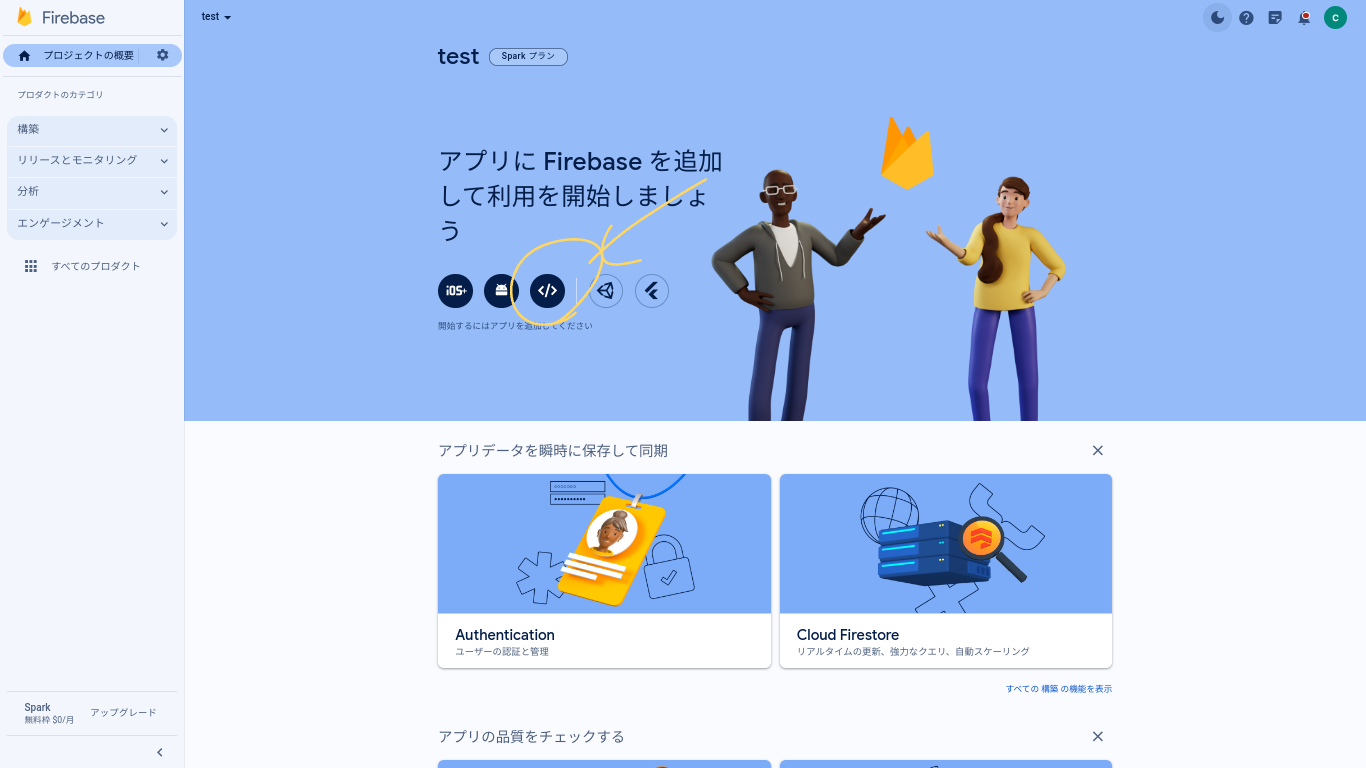 Firebase
test
C
プロジェクトの概要
test
Spark プラン
プロダクトのカテゴリ
構築
リリースとモニタリング
分析
エンゲージメント
すべてのプロダクト
アプリに Firebase を追加
して利用を開始しましょ
う
iOS+
</>
開始するにはアプリを追加してください
アプリデータを瞬時に保存して同期
Authentication
ユーザーの認証と管理
Cloud Firestore
リアルタイムの更新、強力なクエリ、自動スケーリング
すべての 構築 の機能を表示
Spark
無料枠 $0/月
アップグレード
アプリの品質をチェックする